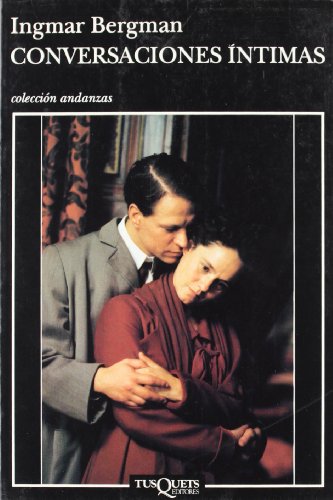 Ingmar Bergman
CONVERSACIONES ÍNTIMAS
colección andanzas
TUSQUETS
EDITORES